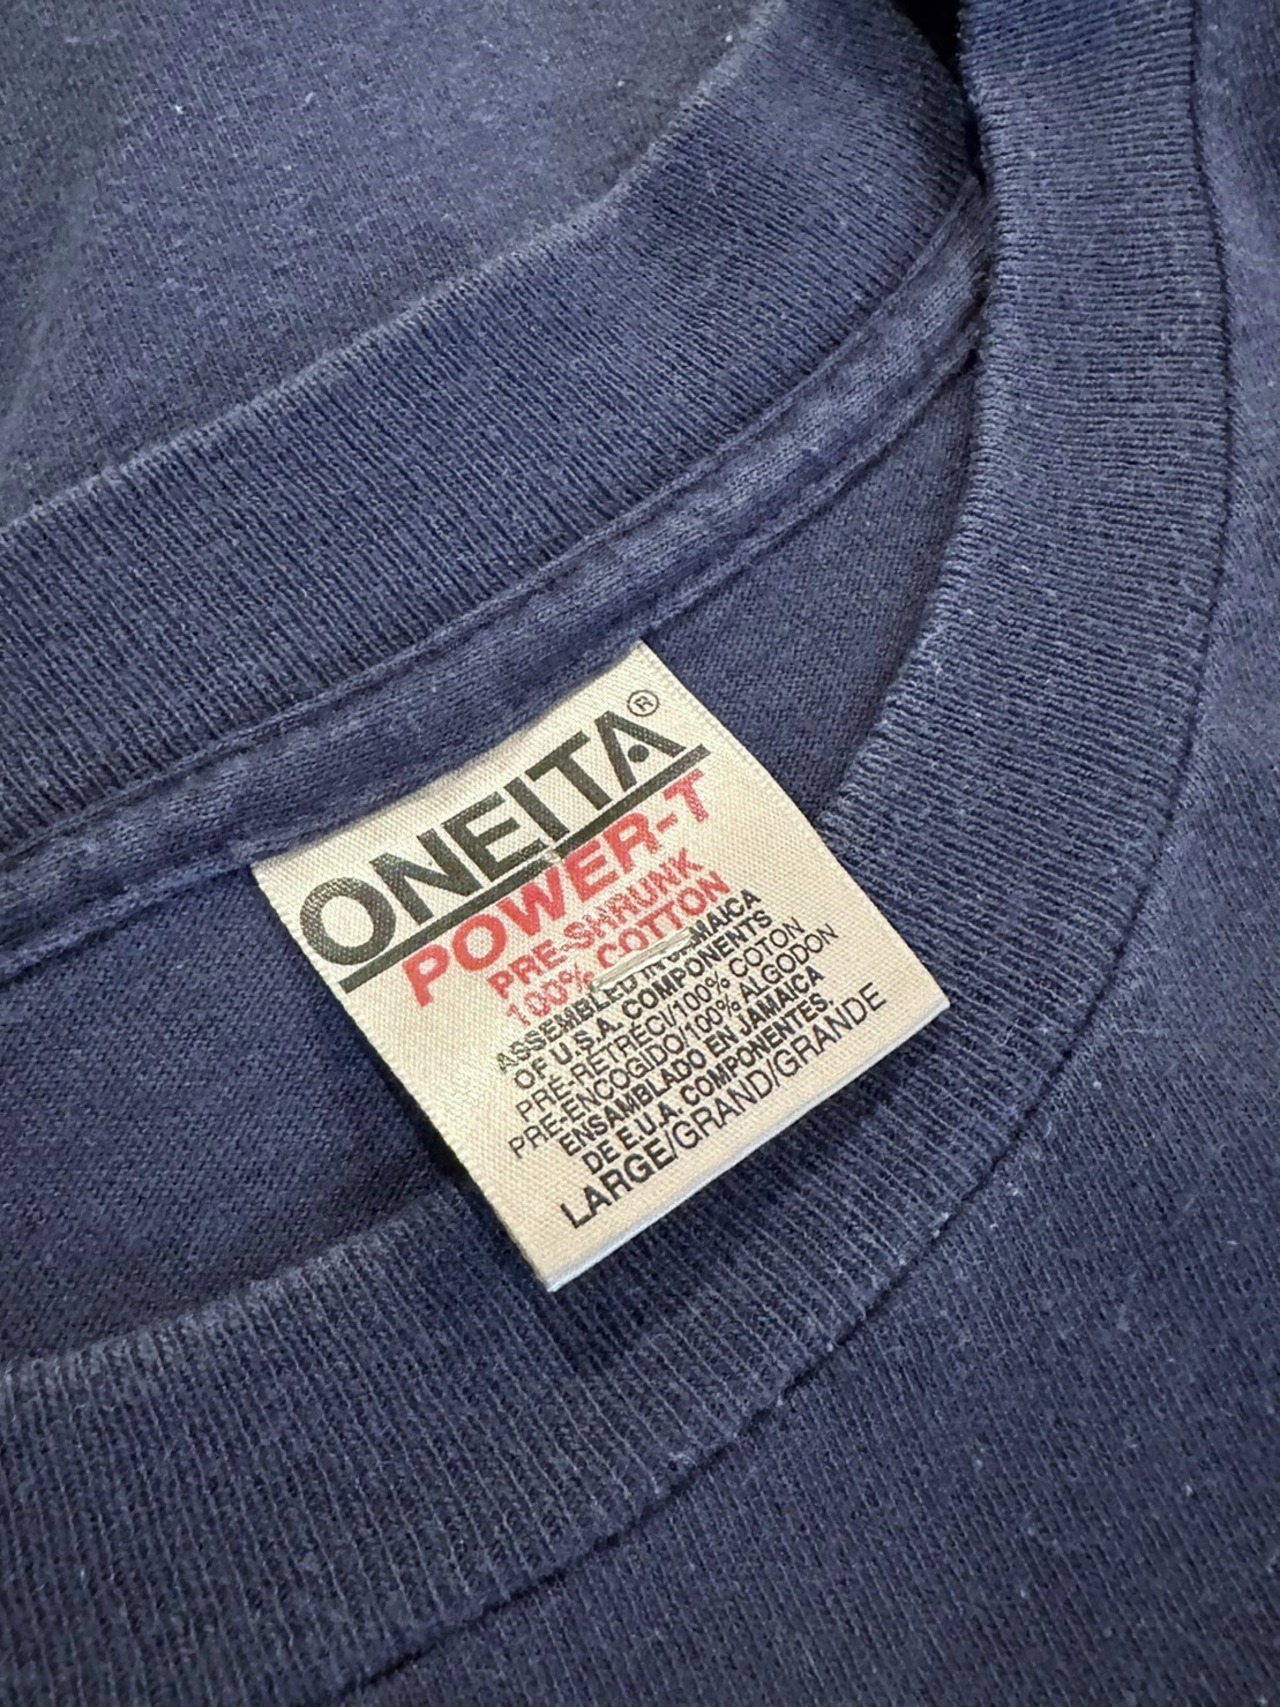 ONEITA®
POWER-T
PRE-SHRUNK
100% COTTON
ASSEMBLED IN JAMAICA
OF U.S.A. COMPONENTS
PRÉ-RÉTRÉCI/100% COTON
PRE-ENCOGIDO/100% ALGODON
ENSAMBLADO EN JAMAICA
DE E.U.A. COMPONENTES.
LARGE/GRAND/GRANDE